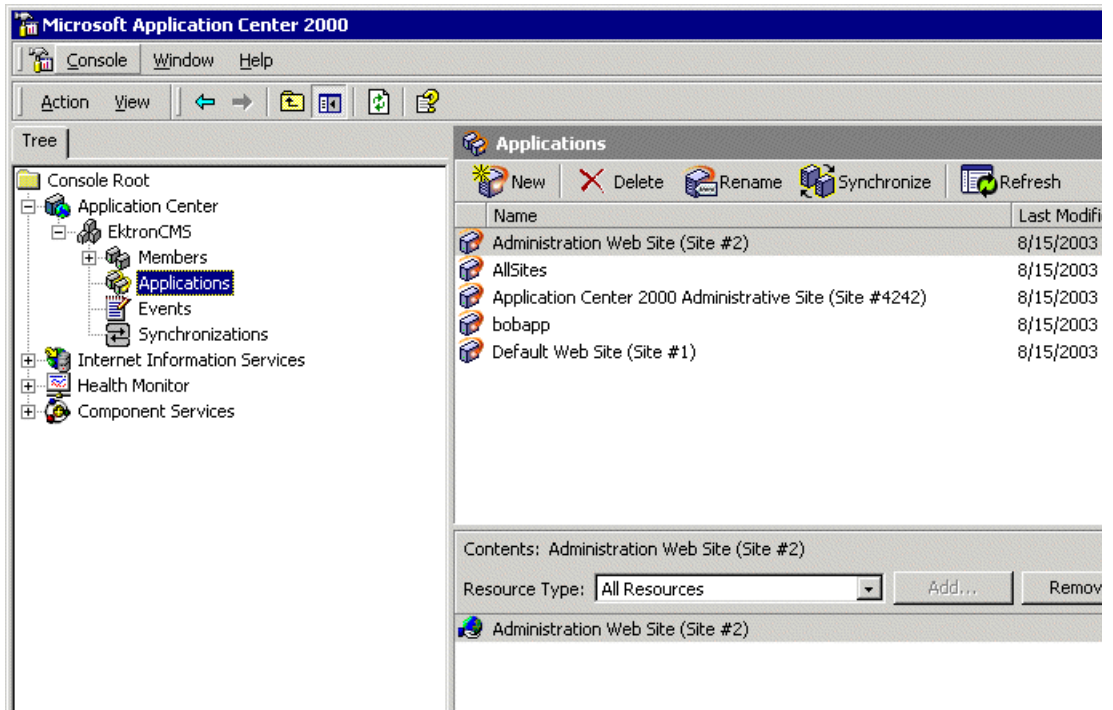 Microsoft Application Center 2000
Console Window Help
Action View
Tree
Console Root
Application Center
EktronCMS
Members
Applications
Events
Synchronizations
Internet Information Services
Health Monitor
Component Services
Applications
New Delete Rename Synchronize Refresh
Name Last Modifi
Administration Web Site (Site #2) 8/15/2003
AllSites 8/15/2003
Application Center 2000 Administrative Site (Site #4242) 8/15/2003
bobapp 8/15/2003
Default Web Site (Site #1) 8/15/2003
Contents: Administration Web Site (Site #2)
Resource Type: All Resources Add... Remov
Administration Web Site (Site #2)